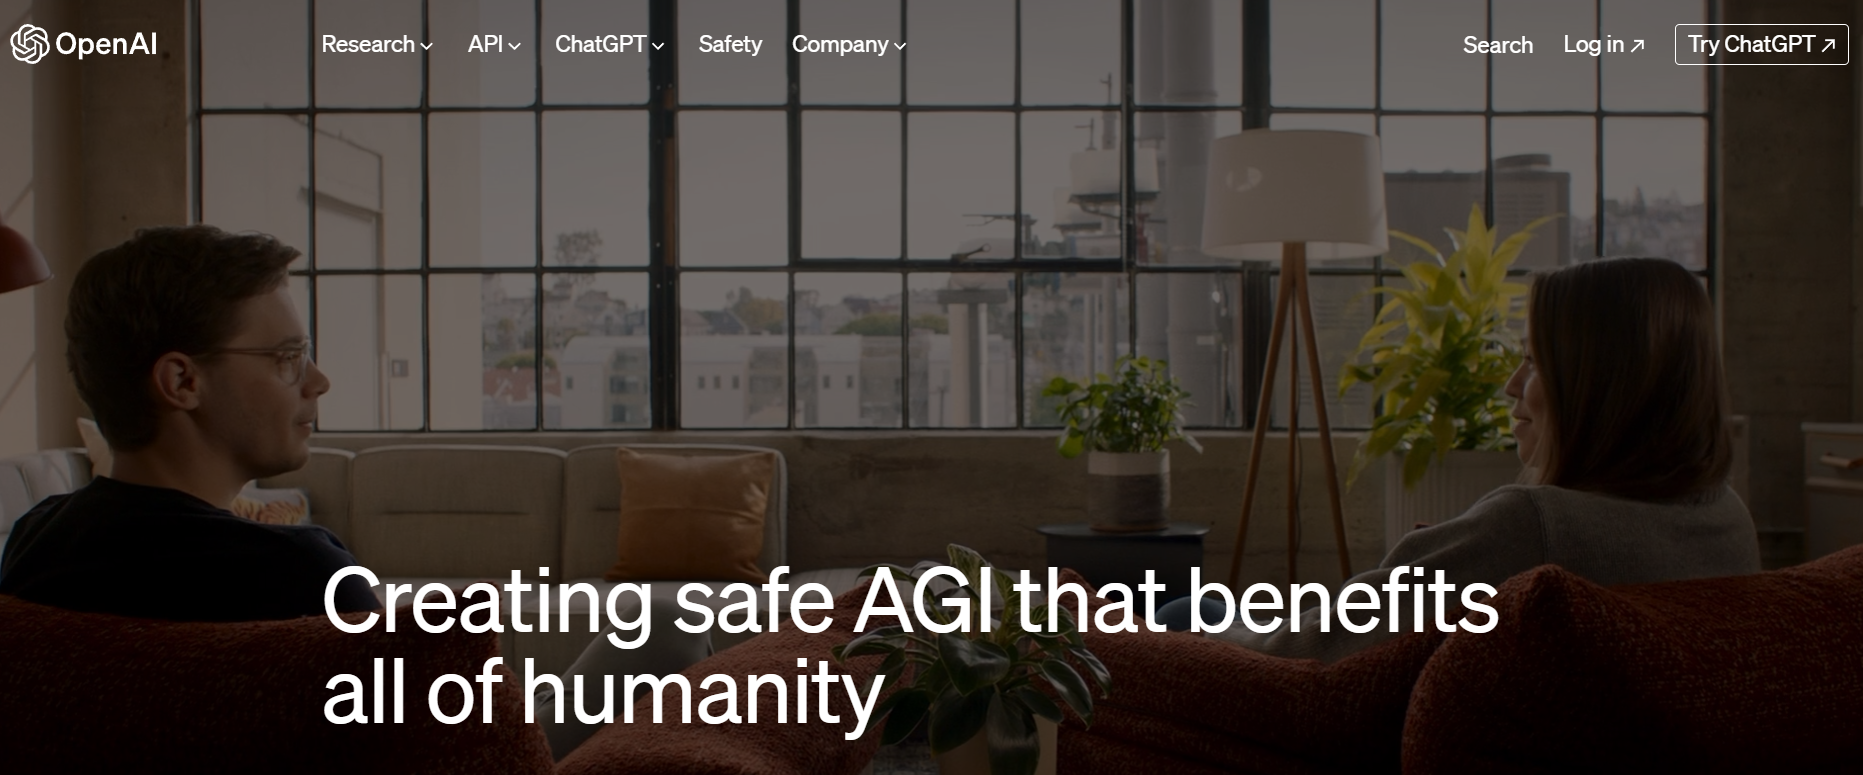 OpenAI
Research API ChatGPT Safety Company
Search Log in Try ChatGPT
Creating safe AGI that benefits
all of humanity